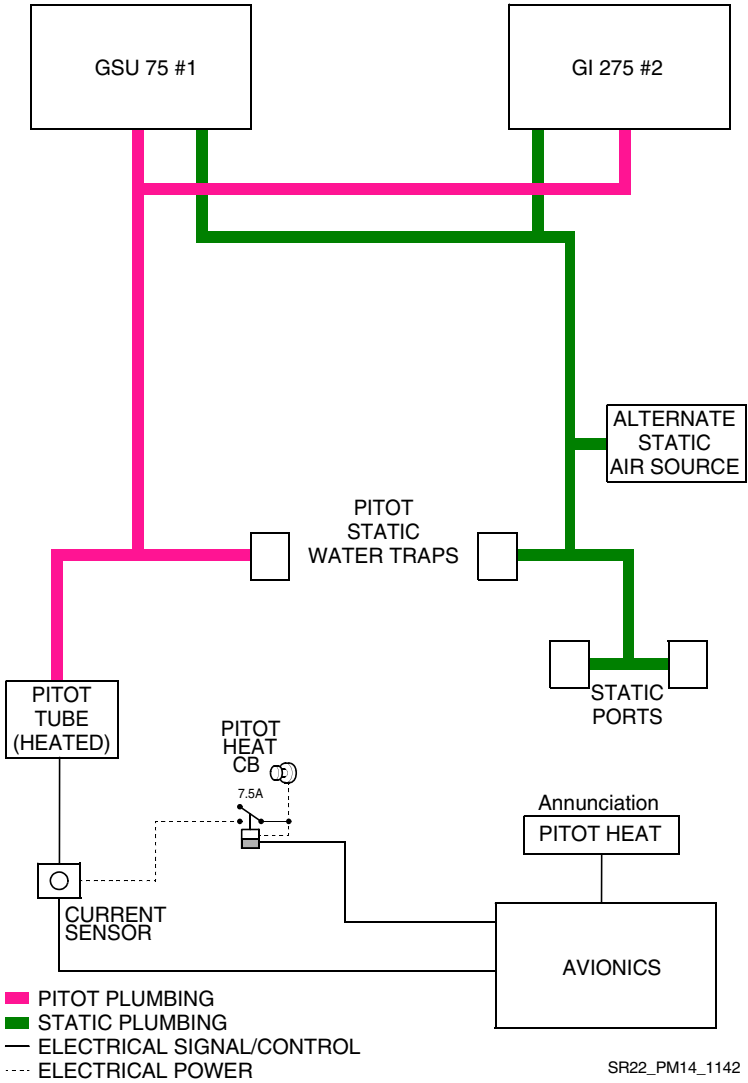 GSU 75 #1
GI 275 #2
ALTERNATE
STATIC
AIR SOURCE
PITOT
STATIC
WATER TRAPS
STATIC
PORTS
PITOT
TUBE
(HEATED)
PITOT
HEAT
CB
7.5A
Annunciation
PITOT HEAT
CURRENT
SENSOR
AVIONICS
PITOT PLUMBING
STATIC PLUMBING
ELECTRICAL SIGNAL/CONTROL
ELECTRICAL POWER
SR22_PM14_1142